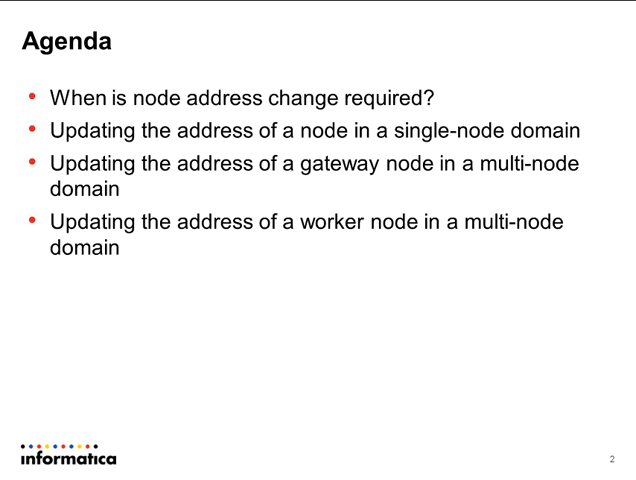 Agenda
• When is node address change required?
• Updating the address of a node in a single-node domain
• Updating the address of a gateway node in a multi-node
domain
• Updating the address of a worker node in a multi-node
domain
informatica
2